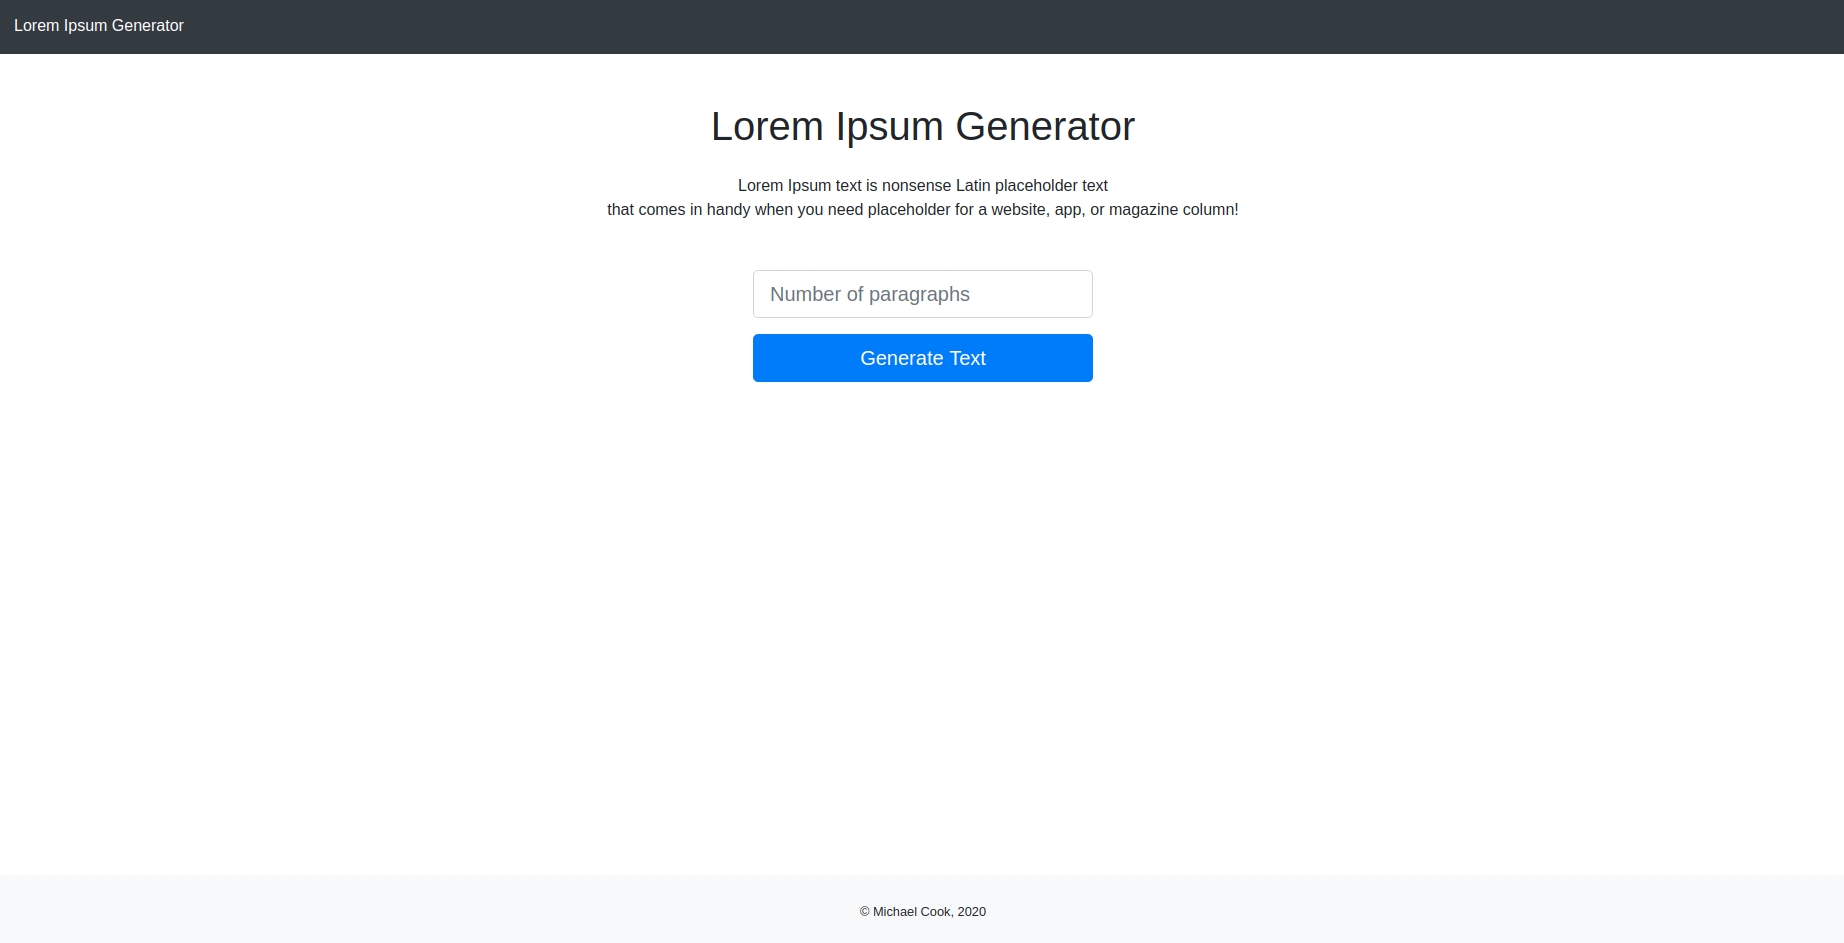 Lorem Ipsum Generator
Lorem Ipsum Generator
Lorem Ipsum text is nonsense Latin placeholder text
that comes in handy when you need placeholder for a website, app, or magazine column!
Number of paragraphs
Generate Text
© Michael Cook, 2020